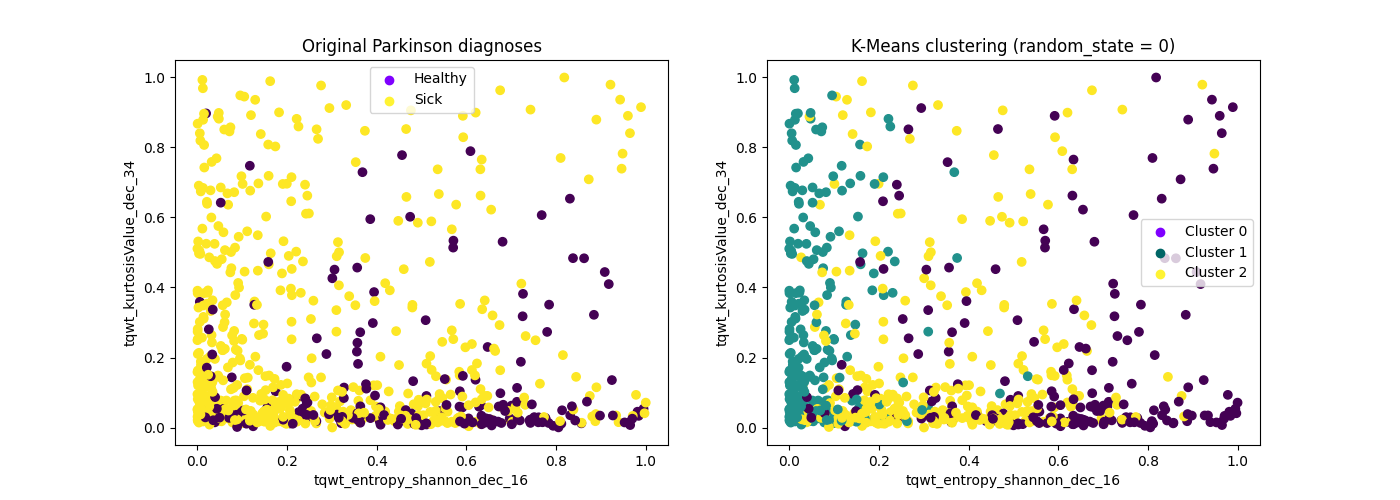 Original Parkinson diagnoses
1.0
0.8
0.6
0.4
0.2
0.0
tqwt_kurtosisValue_dec_34
Healthy
Sick
0.0 0.2 0.4 0.6 0.8 1.0
tqwt_entropy_shannon_dec_16
K-Means clustering (random_state = 0)
1.0
0.8
0.6
0.4
0.2
0.0
tqwt_kurtosisValue_dec_34
Cluster 0
Cluster 1
Cluster 2
0.0 0.2 0.4 0.6 0.8 1.0
tqwt_entropy_shannon_dec_16